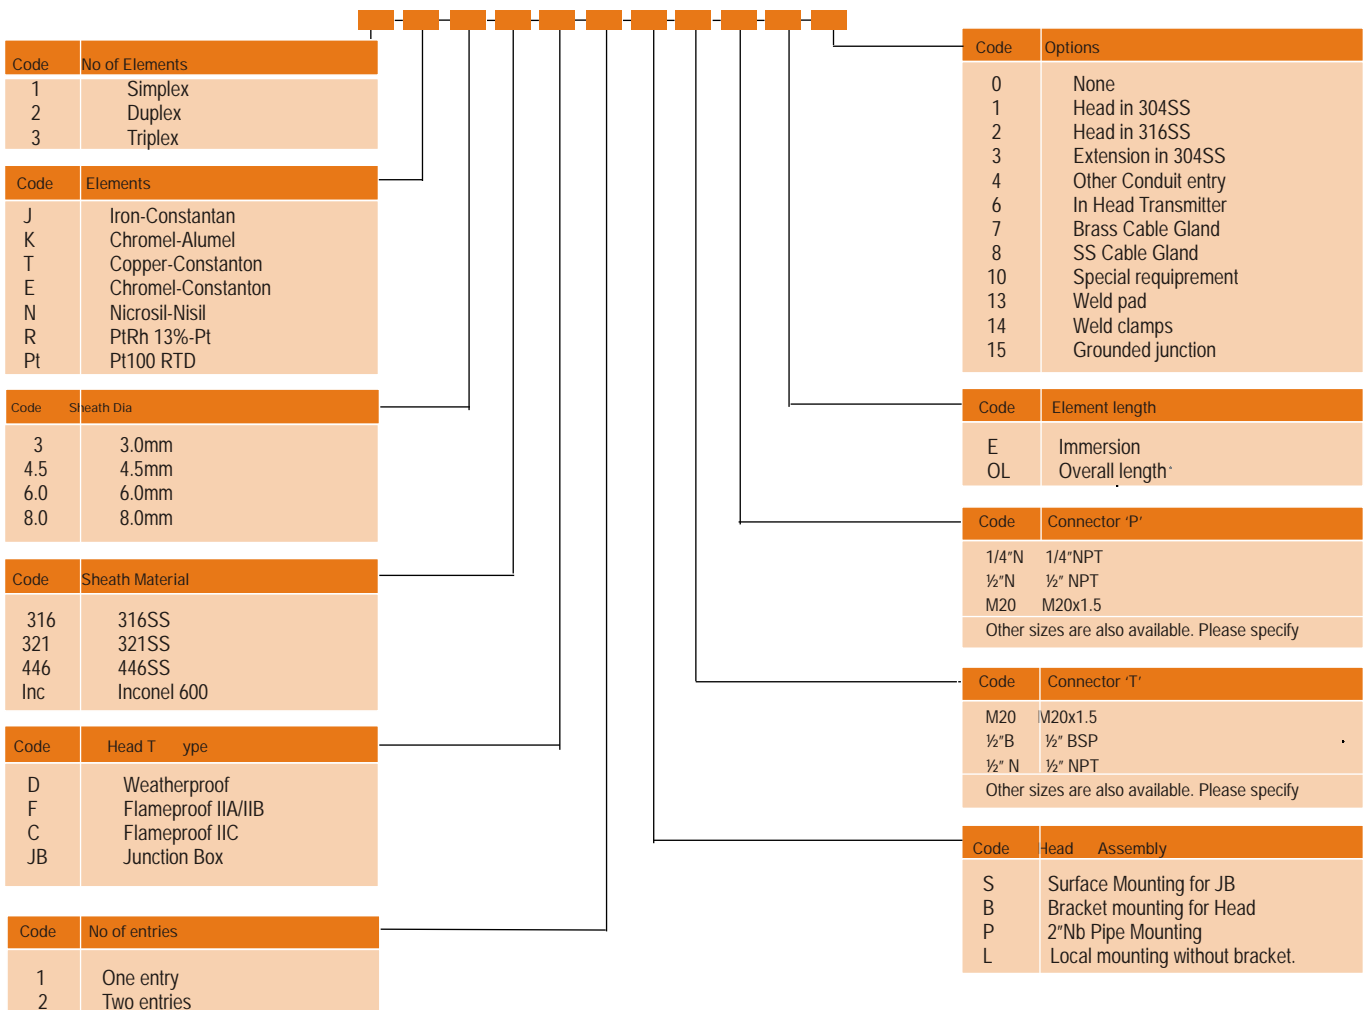 Code No of Elements
1 Simplex
2 Duplex
3 Triplex
Code Elements
J Iron-Constantan
K Chromel-Alumel
T Copper-Constanton
E Chromel-Constanton
N Nicrosil-Nisil
R PtRh 13%-Pt
Pt Pt100 RTD
Code Sheath Dia
3 3.0mm
4.5 4.5mm
6.0 6.0mm
8.0 8.0mm
Code Sheath Material
316 316SS
321 321SS
446 446SS
Inc Inconel 600
Code Head T ype
D Weatherproof
F Flameproof IIA/IIB
C Flameproof IIC
JB Junction Box
Code No of entries
1 One entry
2 Two entries
Code Options
0 None
1 Head in 304SS
2 Head in 316SS
3 Extension in 304SS
4 Other Conduit entry
6 In Head Transmitter
7 Brass Cable Gland
8 SS Cable Gland
10 Special requiprement
13 Weld pad
14 Weld clamps
15 Grounded junction
Code Element length
E Immersion
OL Overall length
Code Connector ‘P’
1/4”N 1/4”NPT
½”N ½” NPT
M20 M20x1.5
Other sizes are also available. Please specify
Code Connector ‘T’
M20 M20x1.5
½”B ½” BSP
½” N ½” NPT
Other sizes are also available. Please specify
Code Head Assembly
S Surface Mounting for JB
B Bracket mounting for Head
P 2”Nb Pipe Mounting
L Local mounting without bracket.